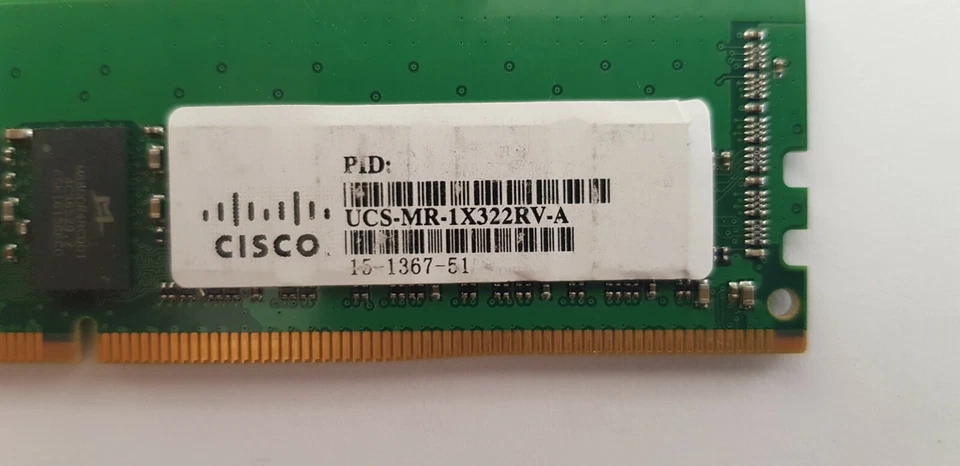 PID:
UCS-MR-1X322RV-A
CISCO
15-1367-51